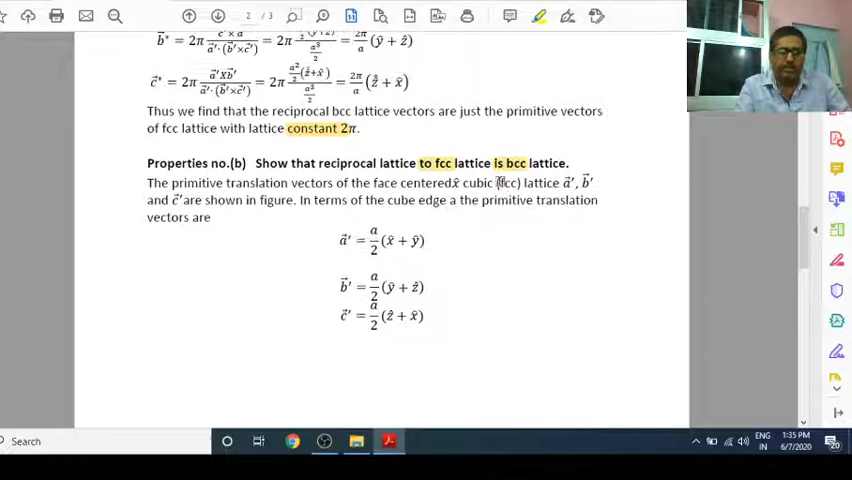 2 / 3
b⃗* = 2π c⃗'×a⃗' / a⃗'·(b⃗'×c⃗') = 2π / a³/2 = 2π/a (ŷ + ẑ)
c⃗* = 2π a⃗'Xb⃗' / a⃗'·(b⃗'×c⃗') = 2π a²/2(ẑ+x̂) / a³/2 = 2π/a (ẑ + x̂)
Thus we find that the reciprocal bcc lattice vectors are just the primitive vectors
of fcc lattice with lattice constant 2π.
Properties no.(b) Show that reciprocal lattice to fcc lattice is bcc lattice.
The primitive translation vectors of the face centeredx̂ cubic (fcc) lattice a⃗', b⃗'
and c⃗'are shown in figure. In terms of the cube edge a the primitive translation
vectors are
a⃗' = a/2 (x̂ + ŷ)
b⃗' = a/2 (ŷ + ẑ)
c⃗' = a/2 (ẑ + x̂)
Search
ENG 1:35 PM
IN 6/7/2020
20